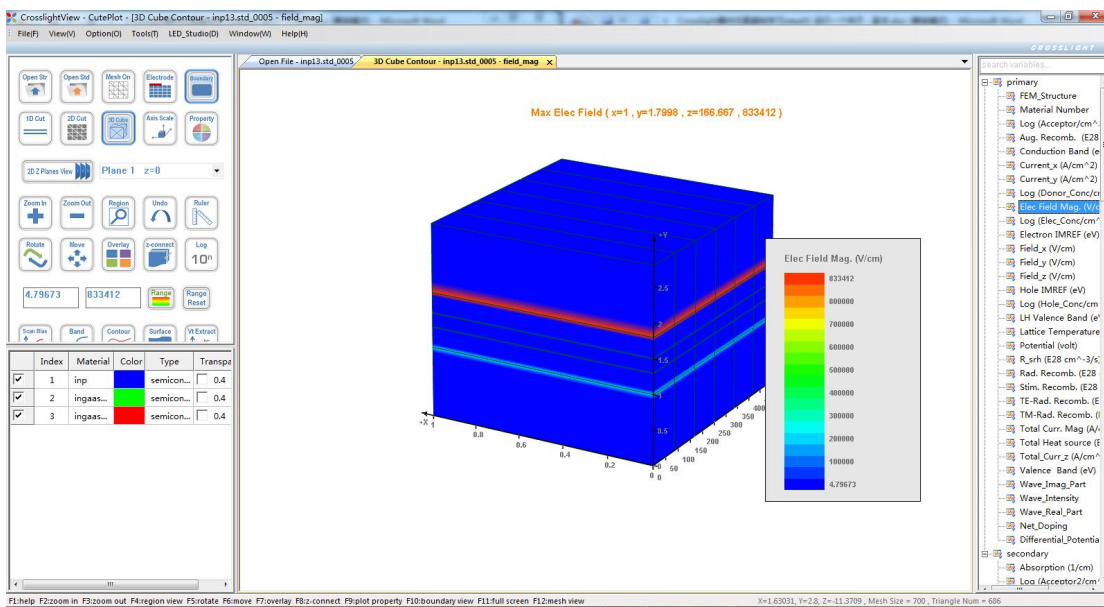 CrosslightView - CutePlot - [3D Cube Contour - inp13.std_0005 - field_mag]
File(F) View(V) Option(O) Tools(T) LED_Studio(D) Window(W) Help(H)
CROSSLIGHT
Open Str
Open Std
Mesh On
Electrode
Boundary
1D Cut
2D Cut
3D Cube
Axis Scale
Property
2D Z Planes View
Plane 1 z=0
Zoom In
Zoom Out
Region
Undo
Ruler
Rotate
Move
Overlay
z-connect
Log
10ⁿ
4.79673
833412
Range
Range Reset
Scan Bias
Band
Contour
Surface
Vt Extract
Index Material Color Type Transpa
1 inp semicon... 0.4
2 ingaas... semicon... 0.4
3 ingaas... semicon... 0.4
Open File - inp13.std_0005
3D Cube Contour - inp13.std_0005 - field_mag x
Max Elec Field ( x=1 , y=1.7998 , z=166.667 , 833412 )
+Y
2.5
2
1.5
1
0.5
0
+X 1
0.8
0.6
0.4
0.2
0
0
50
100
150
200
250
300
350
400
Elec Field Mag. (V/cm)
833412
800000
700000
600000
500000
400000
300000
200000
100000
4.79673
search variables...
primary
FEM_Structure
Material Number
Log (Acceptor/cm^
Aug. Recomb. (E28
Conduction Band (e
Current_x (A/cm^2)
Current_y (A/cm^2)
Log (Donor_Conc/cr
Elec Field Mag. (V/c
Log (Elec_Conc/cm^
Electron IMREF (eV)
Field_x (V/cm)
Field_y (V/cm)
Field_z (V/cm)
Hole IMREF (eV)
Log (Hole_Conc/cm
LH Valence Band (e
Lattice Temperature
Potential (volt)
R_srh (E28 cm^-3/s
Rad. Recomb. (E28
Stim. Recomb. (E28
TE-Rad. Recomb. (E
TM-Rad. Recomb. (
Total Curr. Mag (A/
Total Heat source (E
Total_Curr_z (A/cm^
Valence Band (eV)
Wave_Imag_Part
Wave_Intensity
Wave_Real_Part
Net_Doping
Differential_Potentia
secondary
Absorption (1/cm)
Log (Acceptor2/cm^
F1:help F2:zoom in F3:zoom out F4:region view F5:rotate F6:move F7:overlay F8:z-connect F9:plot property F10:boundary view F11:full screen F12:mesh view
X=1.63031, Y=2.8, Z=-11.3709 , Mesh Size = 700 , Triangle Num = 686